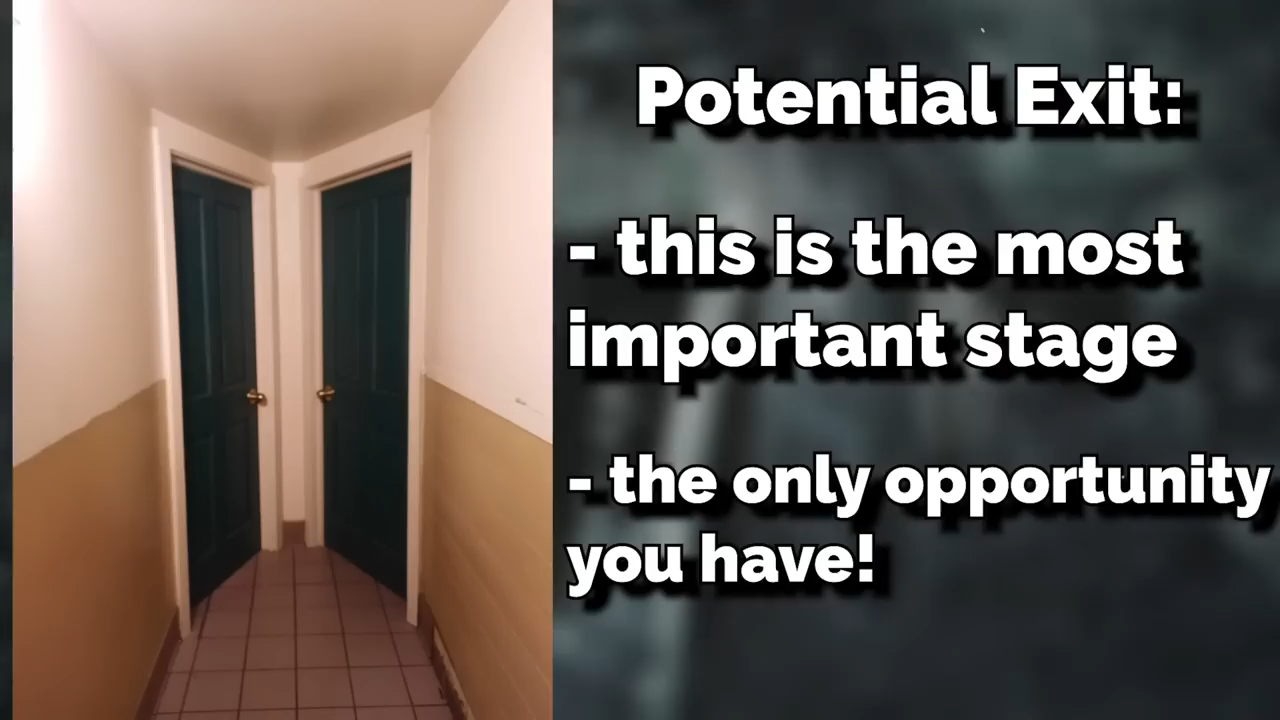 Potential Exit:
- this is the most
important stage
- the only opportunity
you have!